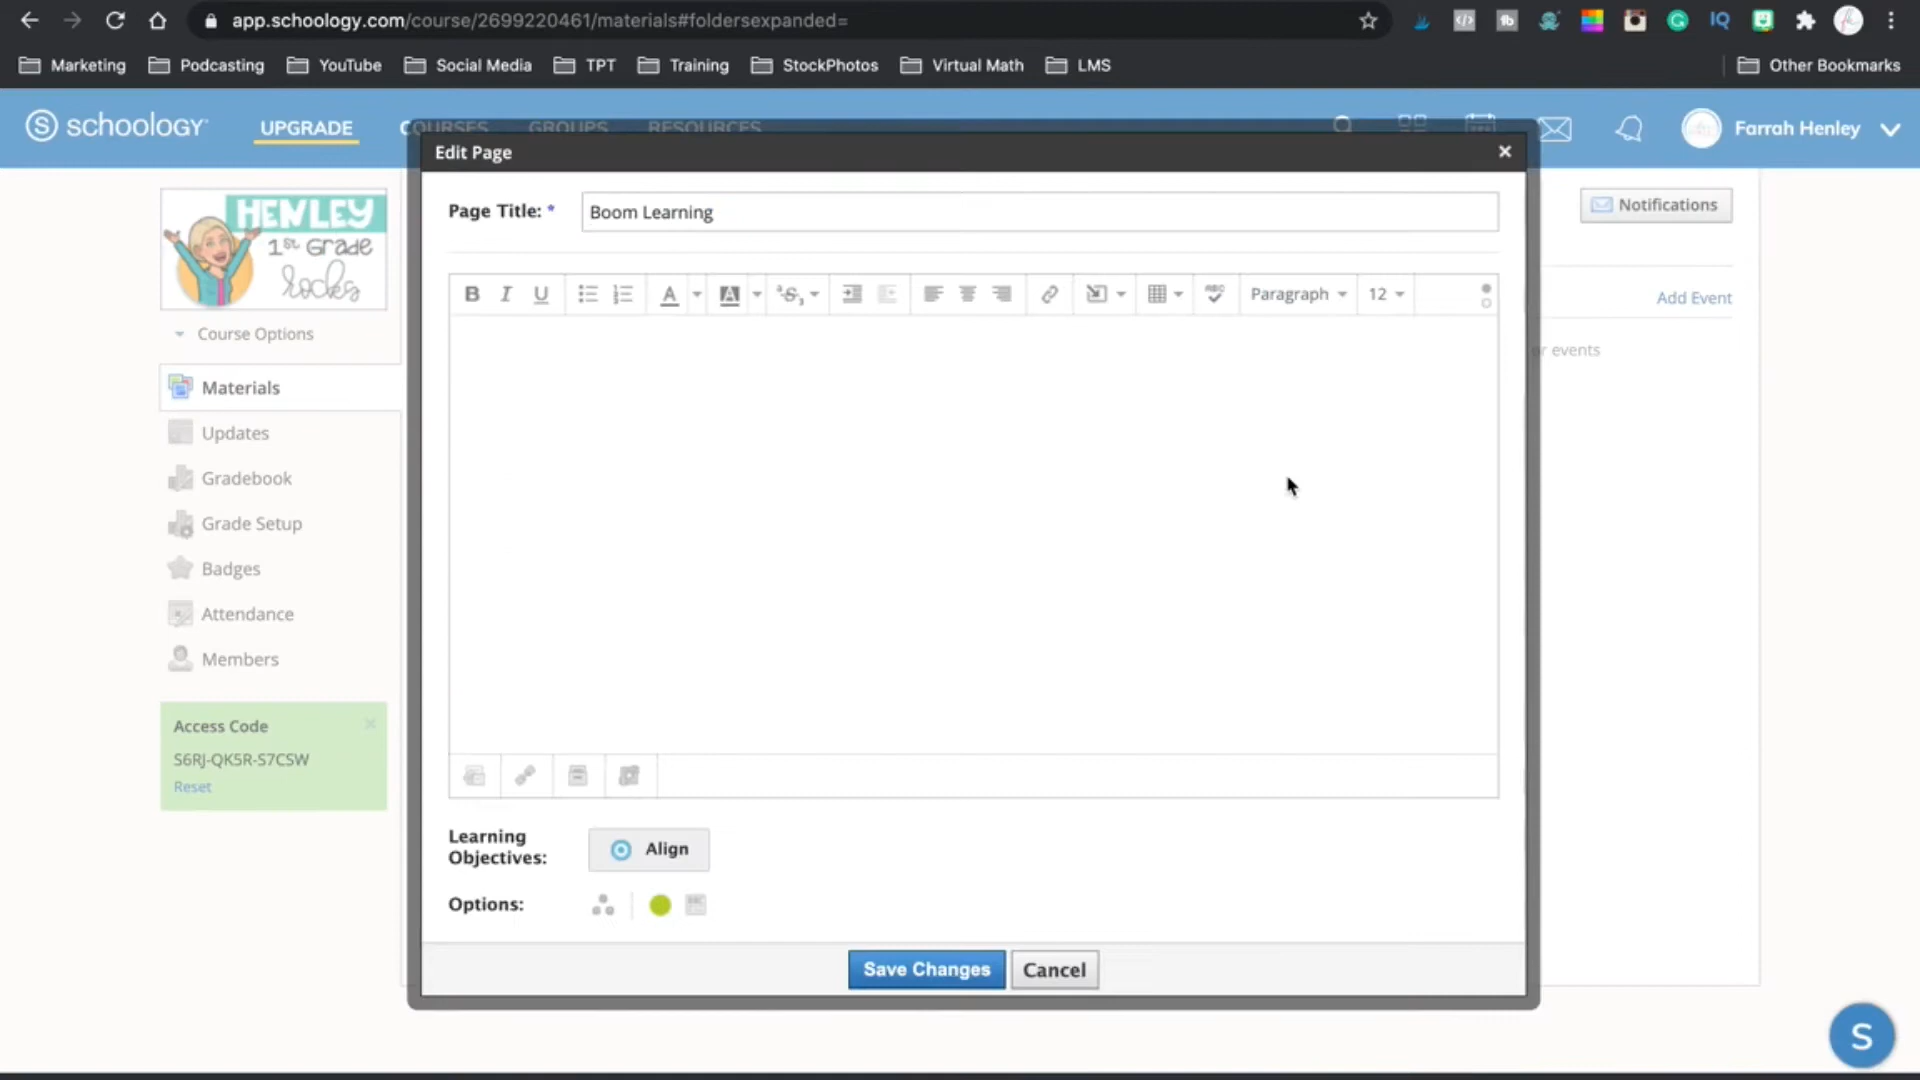 app.schoology.com/course/2699220461/materials#foldersexpanded=
Marketing Podcasting YouTube Social Media TPT Training StockPhotos Virtual Math LMS Other Bookmarks
S schoology UPGRADE COURSES GROUPS RESOURCES Farrah Henley
Edit Page
Page Title: * Boom Learning
Notifications
HENLEY
1st Grade
Rocks
B I U A A Paragraph 12
Add Event
Course Options
or events
Materials
Updates
Gradebook
Grade Setup
Badges
Attendance
Members
Access Code
S6RJ-QK5R-S7CSW
Reset
Learning
Objectives:
Align
Options:
Save Changes Cancel
S